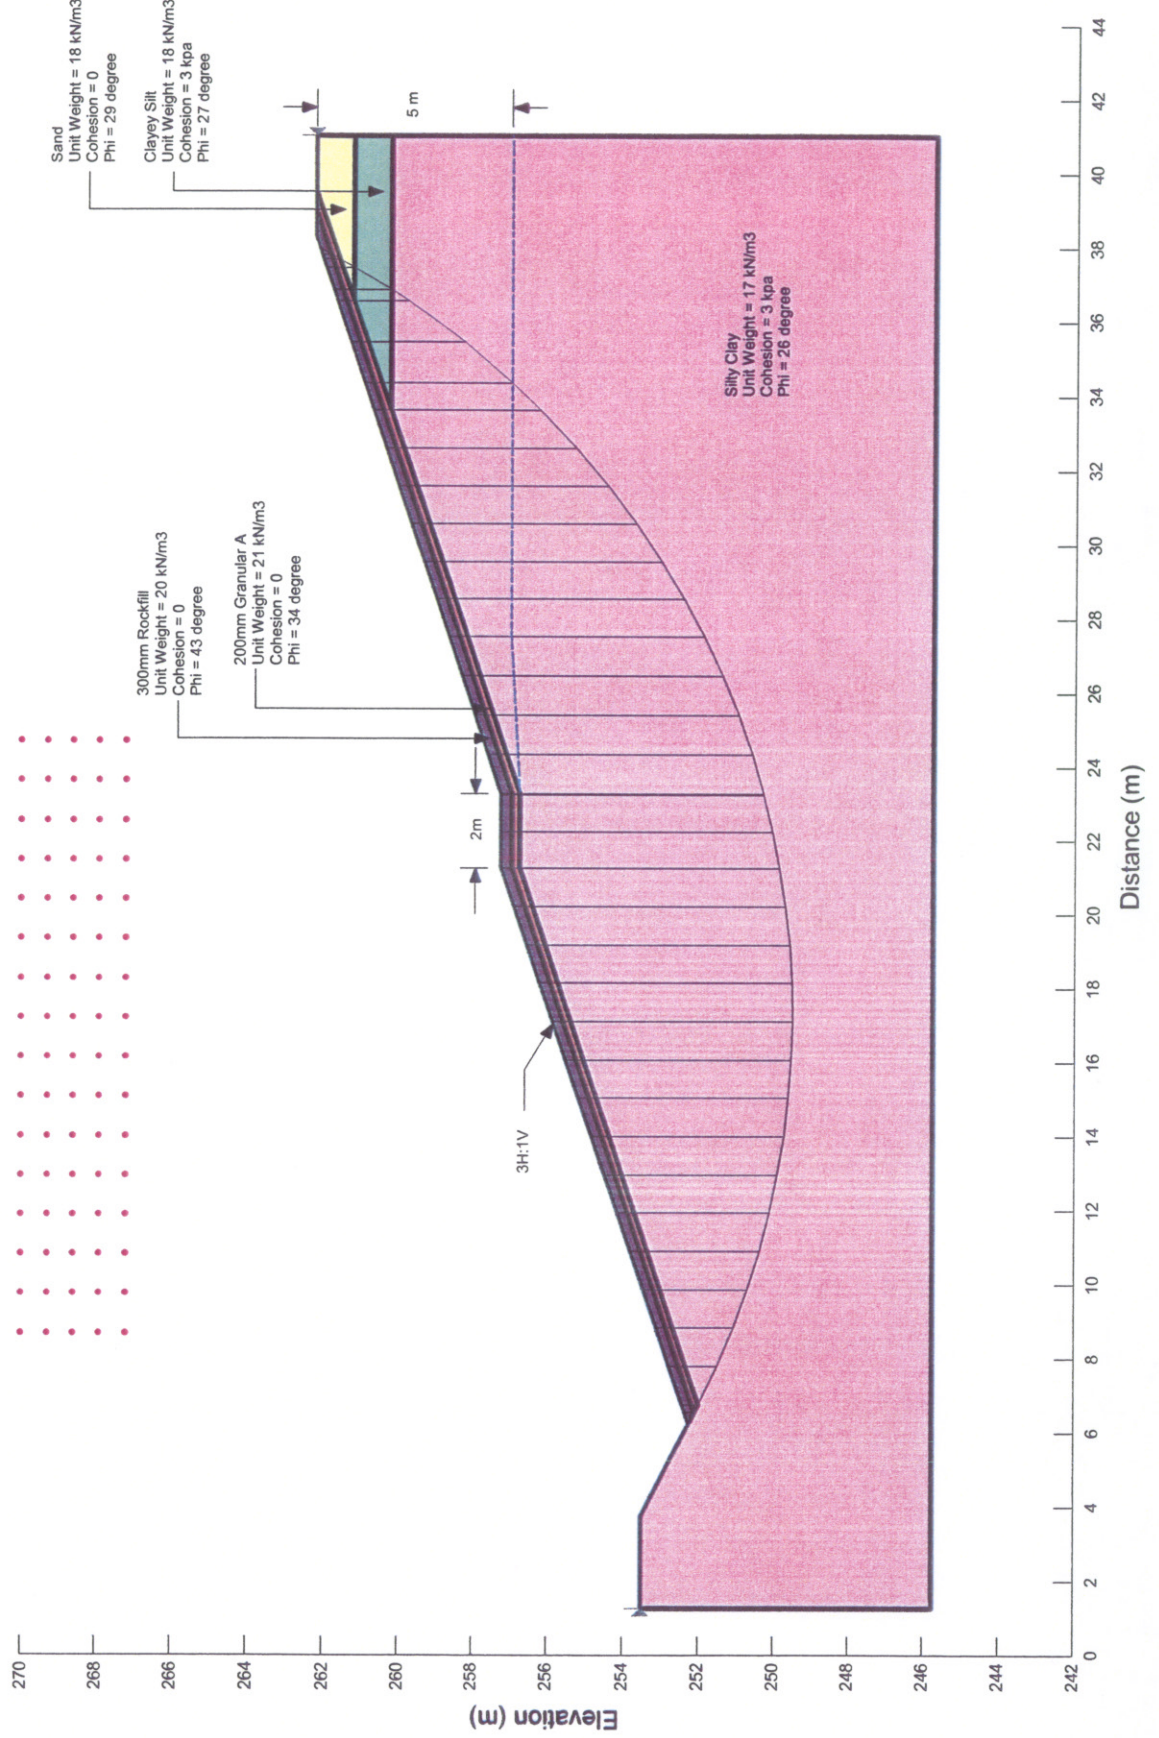 Sand
Unit Weight = 18 kN/m3
Cohesion = 0
Phi = 29 degree
Clayey Silt
Unit Weight = 18 kN/m3
Cohesion = 3 kpa
Phi = 27 degree
300mm Rockfill
Unit Weight = 20 kN/m3
Cohesion = 0
Phi = 43 degree
200mm Granular A
Unit Weight = 21 kN/m3
Cohesion = 0
Phi = 34 degree
5 m
2m
3H:1V
Silty Clay
Unit Weight = 17 kN/m3
Cohesion = 3 kpa
Phi = 26 degree
Elevation (m)
270
268
266
264
262
260
258
256
254
252
250
248
246
244
242
0 2 4 6 8 10 12 14 16 18 20 22 24 26 28 30 32 34 36 38 40 42 44
Distance (m)